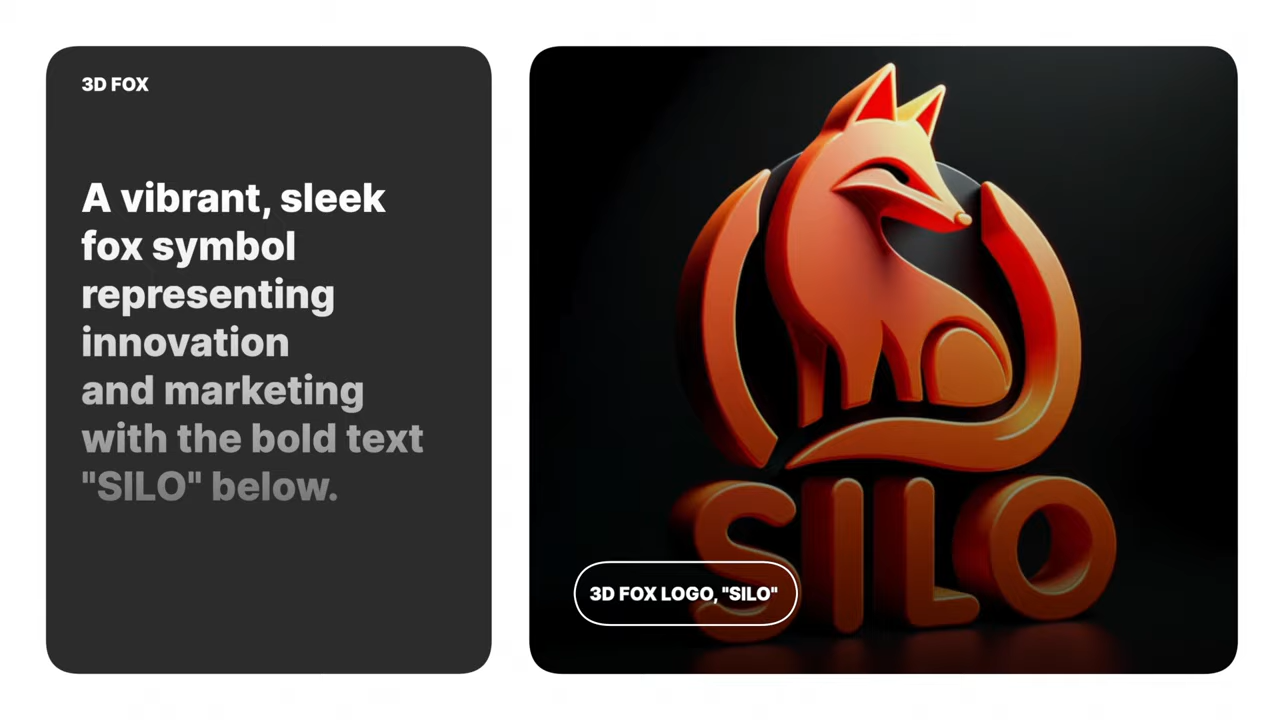 3D FOX
A vibrant, sleek
fox symbol
representing
innovation
and marketing
with the bold text
"SILO" below.
SILO
3D FOX LOGO, "SILO"